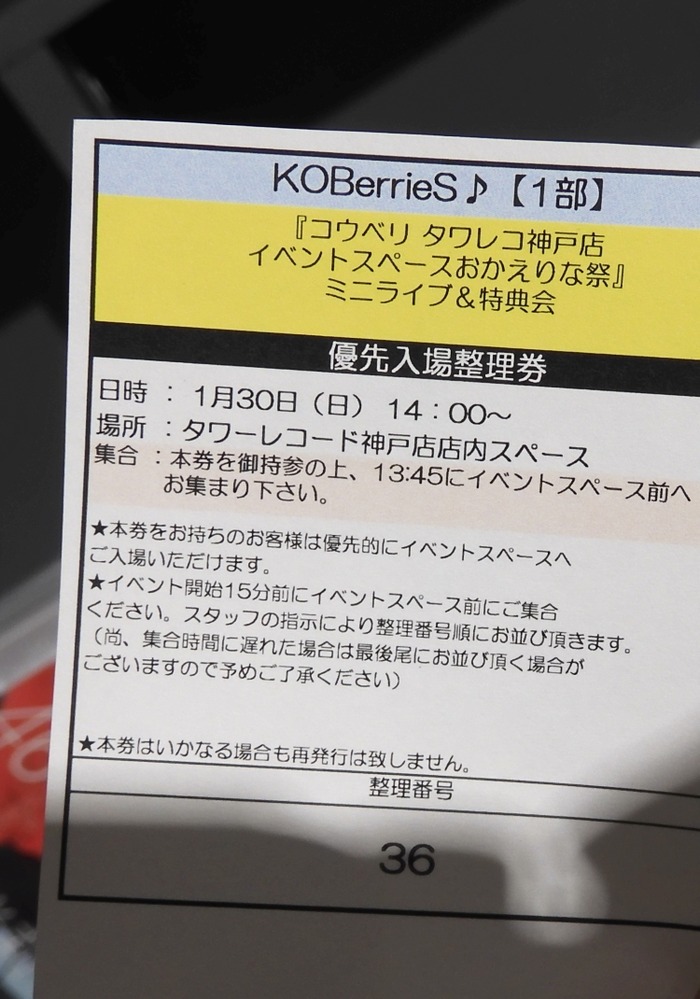 KOBerrieS♪【1部】
『コウベリ タワレコ神戸店
イベントスペースおかえりな祭』
ミニライブ＆特典会
優先入場整理券
日時 ： 1月30日（日） 14：00～
場所 ：タワーレコード神戸店店内スペース
集合 ：本券を御持参の上、13:45にイベントスペース前へ
お集まり下さい。
★本券をお持ちのお客様は優先的にイベントスペースへ
ご入場いただけます。
★イベント開始15分前にイベントスペース前にご集合
ください。スタッフの指示により整理番号順にお並び頂きます。
（尚、集合時間に遅れた場合は最後尾にお並び頂く場合が
ございますので予めご了承ください）
★本券はいかなる場合も再発行は致しません。
整理番号
36
46